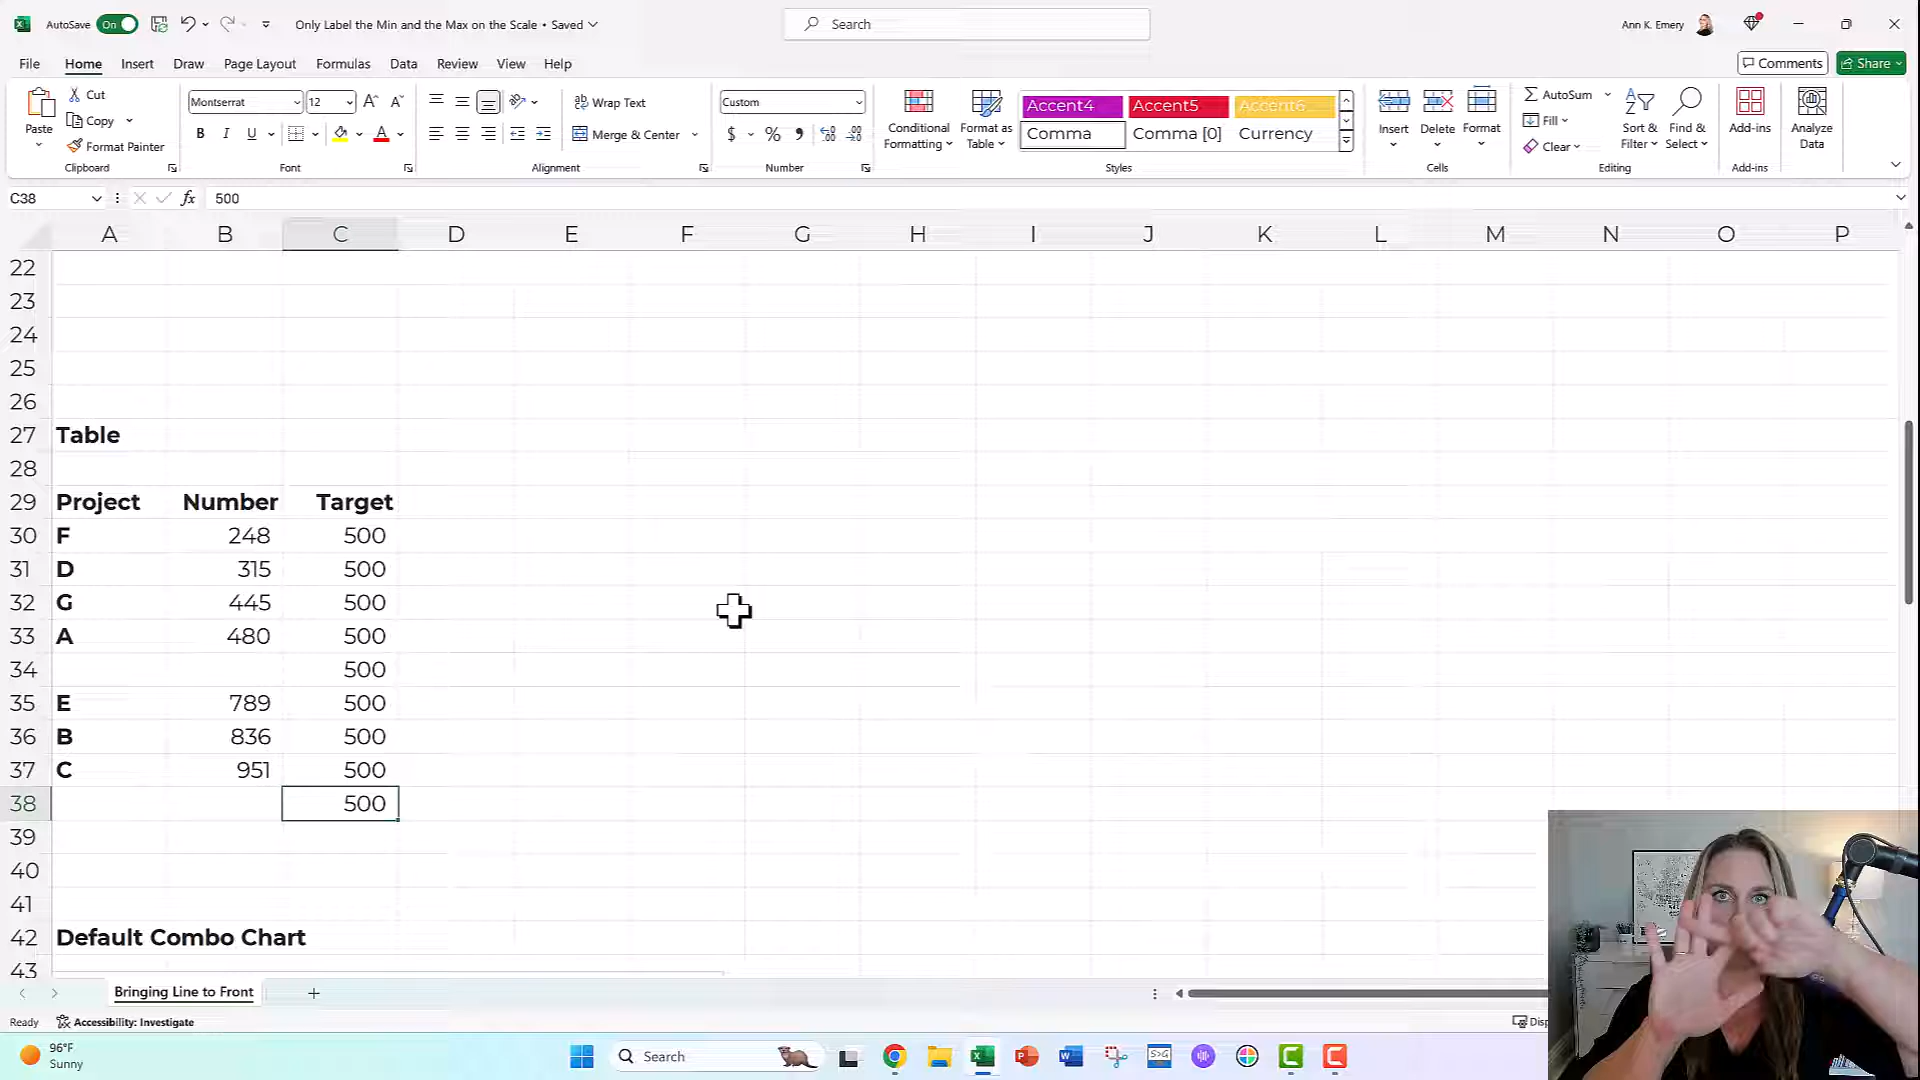 AutoSave On Only Label the Min and the Max on the Scale • Saved Search Ann K. Emery
File Home Insert Draw Page Layout Formulas Data Review View Help Comments Share
Paste Cut Copy Format Painter Clipboard
Montserrat 12 B I U A Font
Wrap Text Merge & Center Alignment
Custom $ % , Number
Conditional Formatting Format as Table
Accent4 Accent5 Accent6
Comma Comma [0] Currency
Styles
Insert Delete Format Cells
AutoSum Fill Clear Sort & Filter Find & Select Editing
Add-ins Add-ins
Analyze Data
C38 fx 500
A B C D E F G H I J K L M N O P
22
23
24
25
26
27 Table
28
29 Project Number Target
30 F 248 500
31 D 315 500
32 G 445 500
33 A 480 500
34 500
35 E 789 500
36 B 836 500
37 C 951 500
38 500
39
40
41
42 Default Combo Chart
43
Bringing Line to Front
Ready Accessibility: Investigate
96°F
Sunny
Search